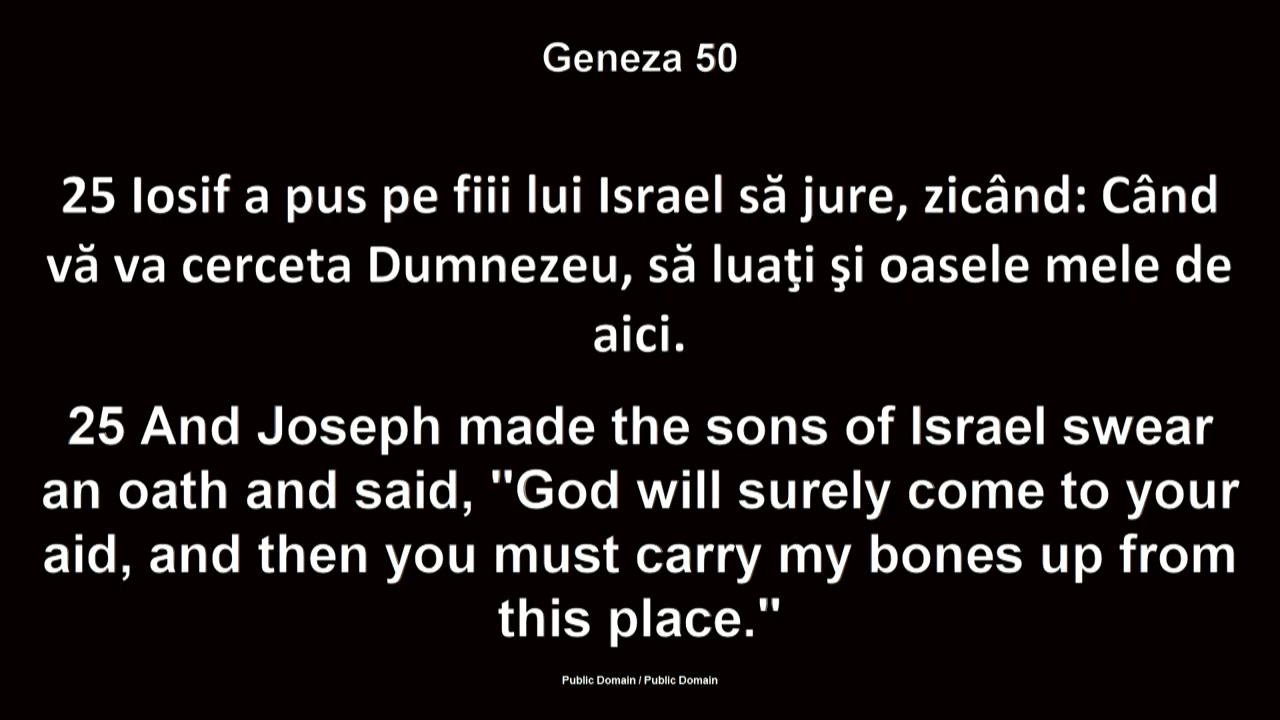 Geneza 50
25 Iosif a pus pe fiii lui Israel să jure, zicând: Când
vă va cerceta Dumnezeu, să luaţi şi oasele mele de
aici.
25 And Joseph made the sons of Israel swear
an oath and said, "God will surely come to your
aid, and then you must carry my bones up from
this place."
Public Domain / Public Domain